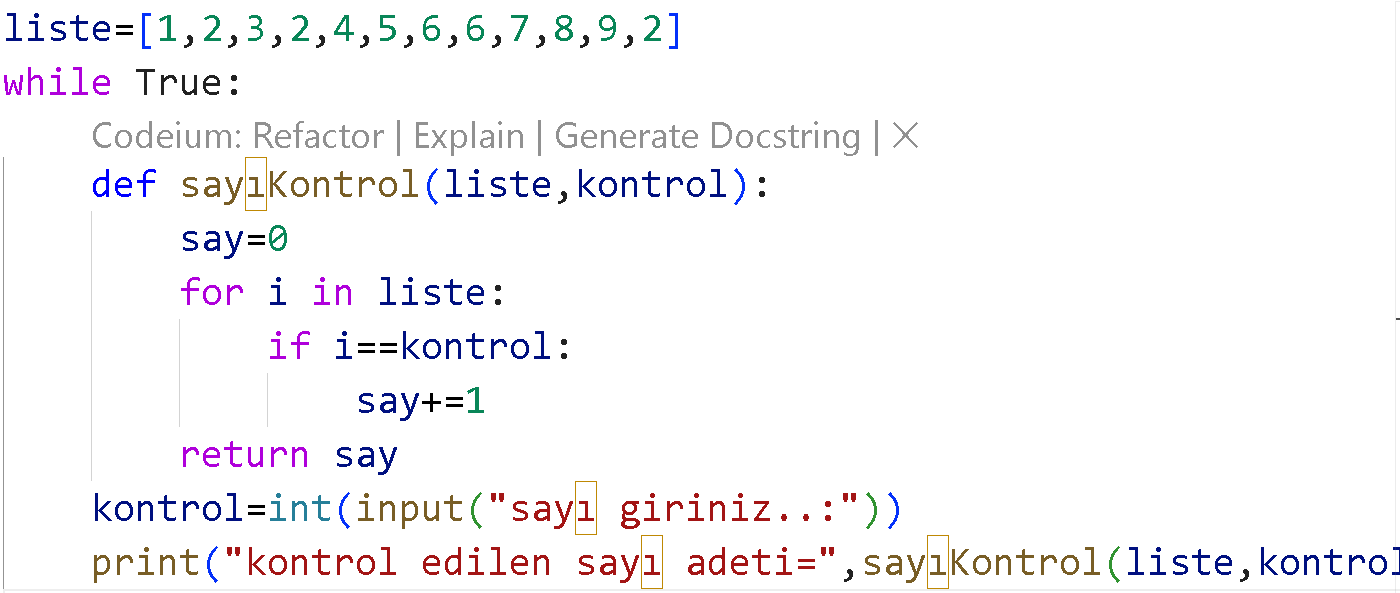 liste=[1,2,3,2,4,5,6,6,7,8,9,2]
while True:
Codeium: Refactor | Explain | Generate Docstring | ×
def sayıKontrol(liste,kontrol):
say=0
for i in liste:
if i==kontrol:
say+=1
return say
kontrol=int(input("sayı giriniz..:"))
print("kontrol edilen sayı adeti=",sayıKontrol(liste,kontrol